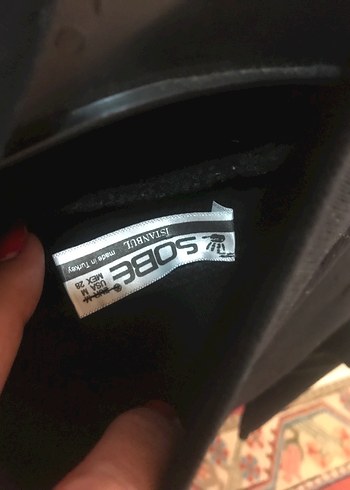 SOBE
ISTANBUL
made in Turkey
USA M
MEX 28